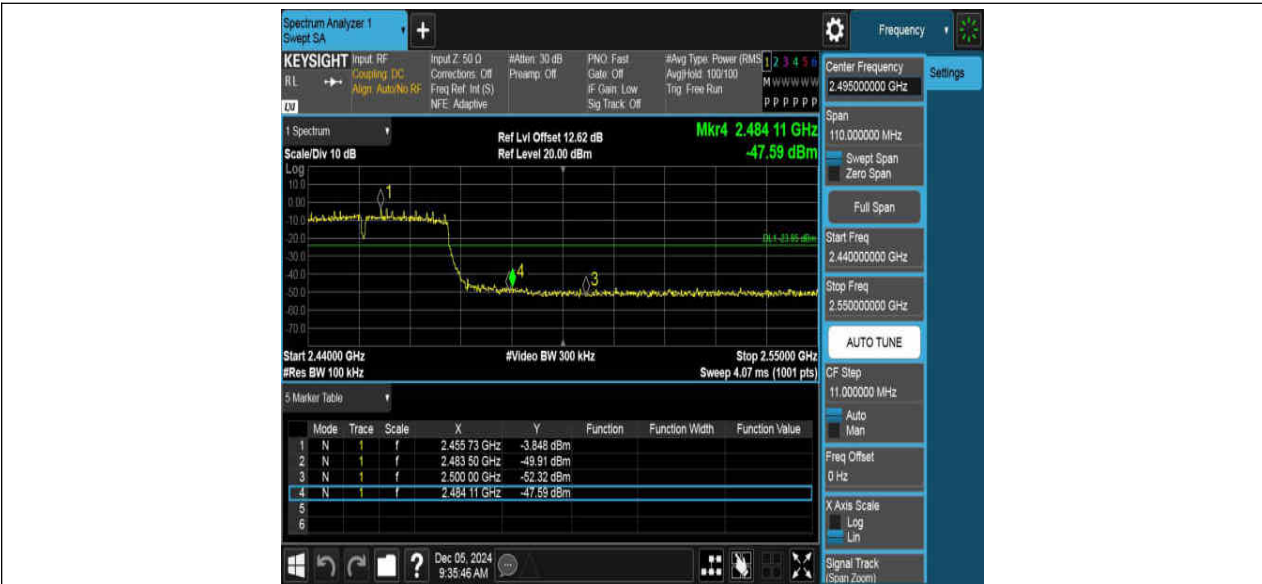 Spectrum Analyzer 1
Swept SA
+
Frequency
KEYSIGHT
RL
LXI
Input: RF
Coupling: DC
Align: Auto/No RF
Input Z: 50 Ω
Corrections: Off
Freq Ref: Int (S)
NFE: Adaptive
#Atten: 30 dB
Preamp: Off
PNO: Fast
Gate: Off
IF Gain: Low
Sig Track: Off
#Avg Type: Power (RMS
Avg|Hold: 100/100
Trig: Free Run
1 2 3 4 5 6
M W W W W W
P P P P P P
1 Spectrum
Scale/Div 10 dB
Ref Lvl Offset 12.62 dB
Ref Level 20.00 dBm
Mkr4 2.484 11 GHz
-47.59 dBm
Log
10.0
0.00
-10.0
-20.0
-30.0
-40.0
-50.0
-60.0
-70.0
1
4
3
DL1 -23.85 dBm
Start 2.44000 GHz
#Video BW 300 kHz
Stop 2.55000 GHz
#Res BW 100 kHz
Sweep 4.07 ms (1001 pts)
5 Marker Table
Mode Trace Scale X Y Function Function Width Function Value
1 N 1 f 2.455 73 GHz -3.848 dBm
2 N 1 f 2.483 50 GHz -49.91 dBm
3 N 1 f 2.500 00 GHz -52.32 dBm
4 N 1 f 2.484 11 GHz -47.59 dBm
5
6
?
Dec 05, 2024
9:35:46 AM
Center Frequency
2.495000000 GHz
Settings
Span
110.000000 MHz
Swept Span
Zero Span
Full Span
Start Freq
2.440000000 GHz
Stop Freq
2.550000000 GHz
AUTO TUNE
CF Step
11.000000 MHz
Auto
Man
Freq Offset
0 Hz
X Axis Scale
Log
Lin
Signal Track
(Span Zoom)